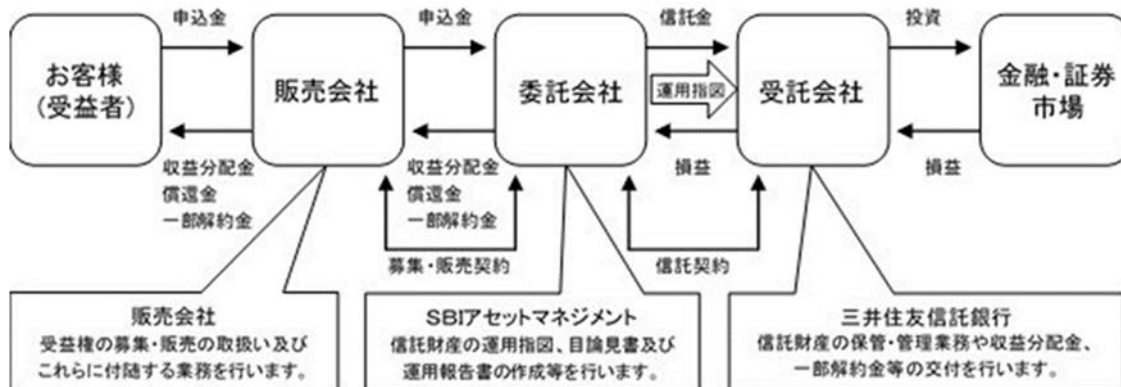 申込金
申込金
信託金
投資
お客様
（受益者）
販売会社
委託会社
運用指図
受託会社
金融・証券
市場
収益分配金
償還金
一部解約金
収益分配金
償還金
一部解約金
損益
損益
募集・販売契約
信託契約
販売会社
受益権の募集・販売の取扱い及び
これらに付随する業務を行います。
SBIアセットマネジメント
信託財産の運用指図、目論見書及び
運用報告書の作成等を行います。
三井住友信託銀行
信託財産の保管・管理業務や収益分配金、
一部解約金等の交付を行います。